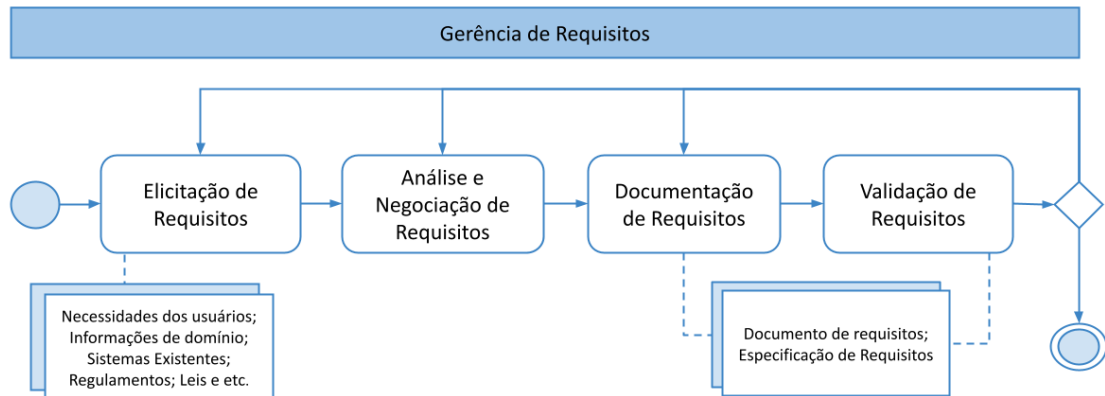 Gerência de Requisitos
Elicitação de
Requisitos
Análise e
Negociação de
Requisitos
Documentação
de Requisitos
Validação de
Requisitos
Necessidades dos usuários;
Informações de domínio;
Sistemas Existentes;
Regulamentos; Leis e etc.
Documento de requisitos;
Especificação de Requisitos